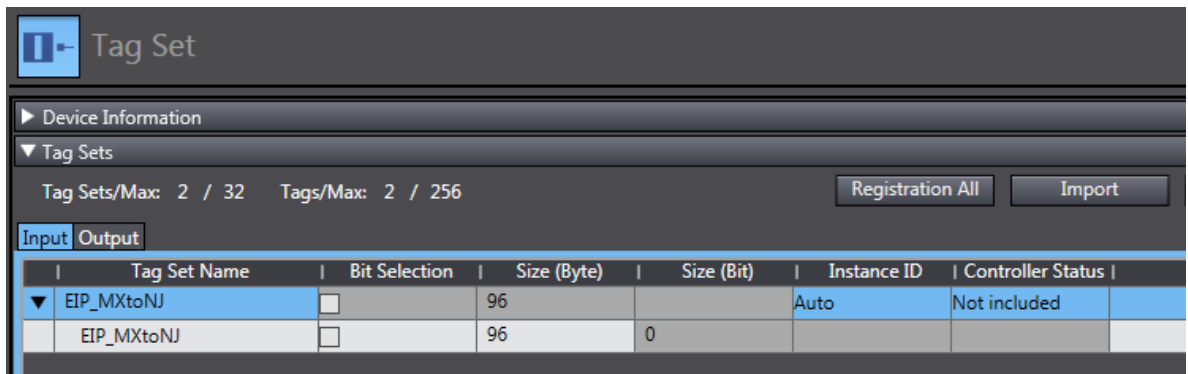 Tag Set
Device Information
Tag Sets
Tag Sets/Max: 2 / 32 Tags/Max: 2 / 256 Registration All Import
Input Output
Tag Set Name Bit Selection Size (Byte) Size (Bit) Instance ID Controller Status
EIP_MXtoNJ 96 Auto Not included
EIP_MXtoNJ 96 0